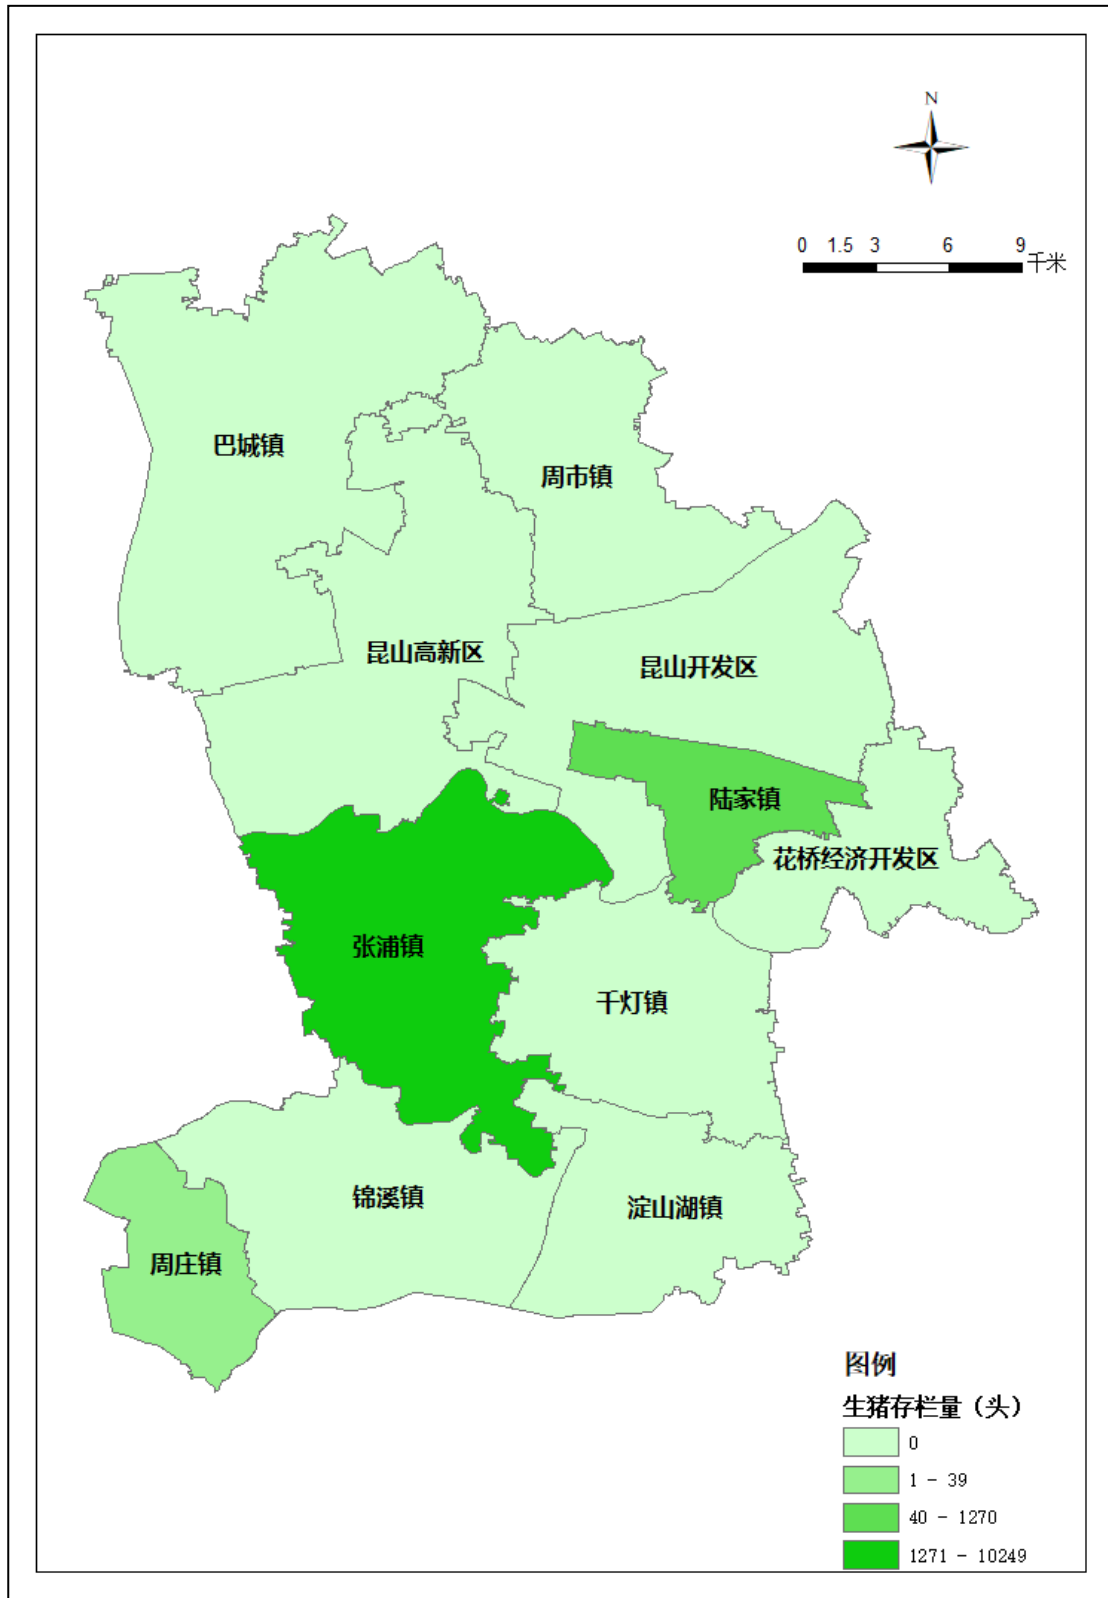 N
0 1.5 3 6 9
千米
巴城镇
周市镇
昆山高新区
昆山开发区
陆家镇
花桥经济开发区
张浦镇
千灯镇
锦溪镇
淀山湖镇
周庄镇
图例
生猪存栏量（头）
0
1 - 39
40 - 1270
1271 - 10249